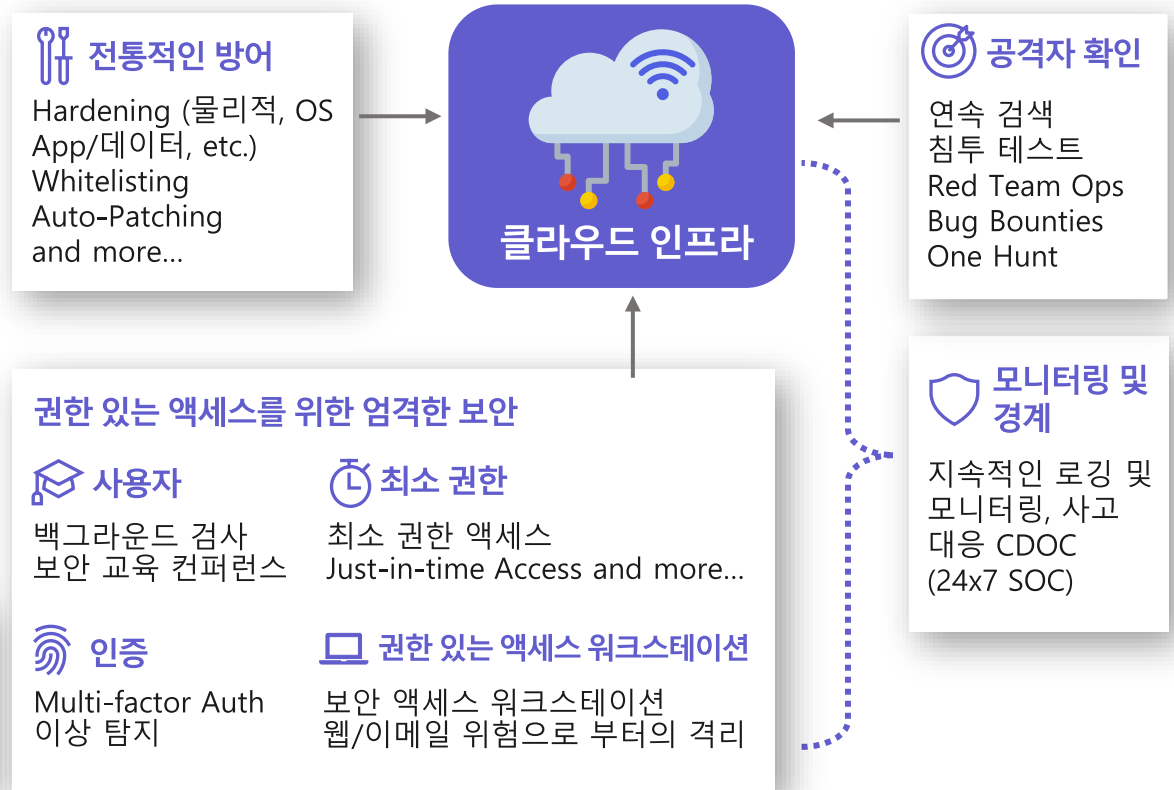 전통적인 방어
Hardening (물리적, OS
App/데이터, etc.)
Whitelisting
Auto-Patching
and more...
클라우드 인프라
공격자 확인
연속 검색
침투 테스트
Red Team Ops
Bug Bounties
One Hunt
모니터링 및
경계
지속적인 로깅 및
모니터링, 사고
대응 CDOC
(24x7 SOC)
권한 있는 액세스를 위한 엄격한 보안
사용자
백그라운드 검사
보안 교육 컨퍼런스
최소 권한
최소 권한 액세스
Just-in-time Access and more...
인증
Multi-factor Auth
이상 탐지
권한 있는 액세스 워크스테이션
보안 액세스 워크스테이션
웹/이메일 위험으로 부터의 격리